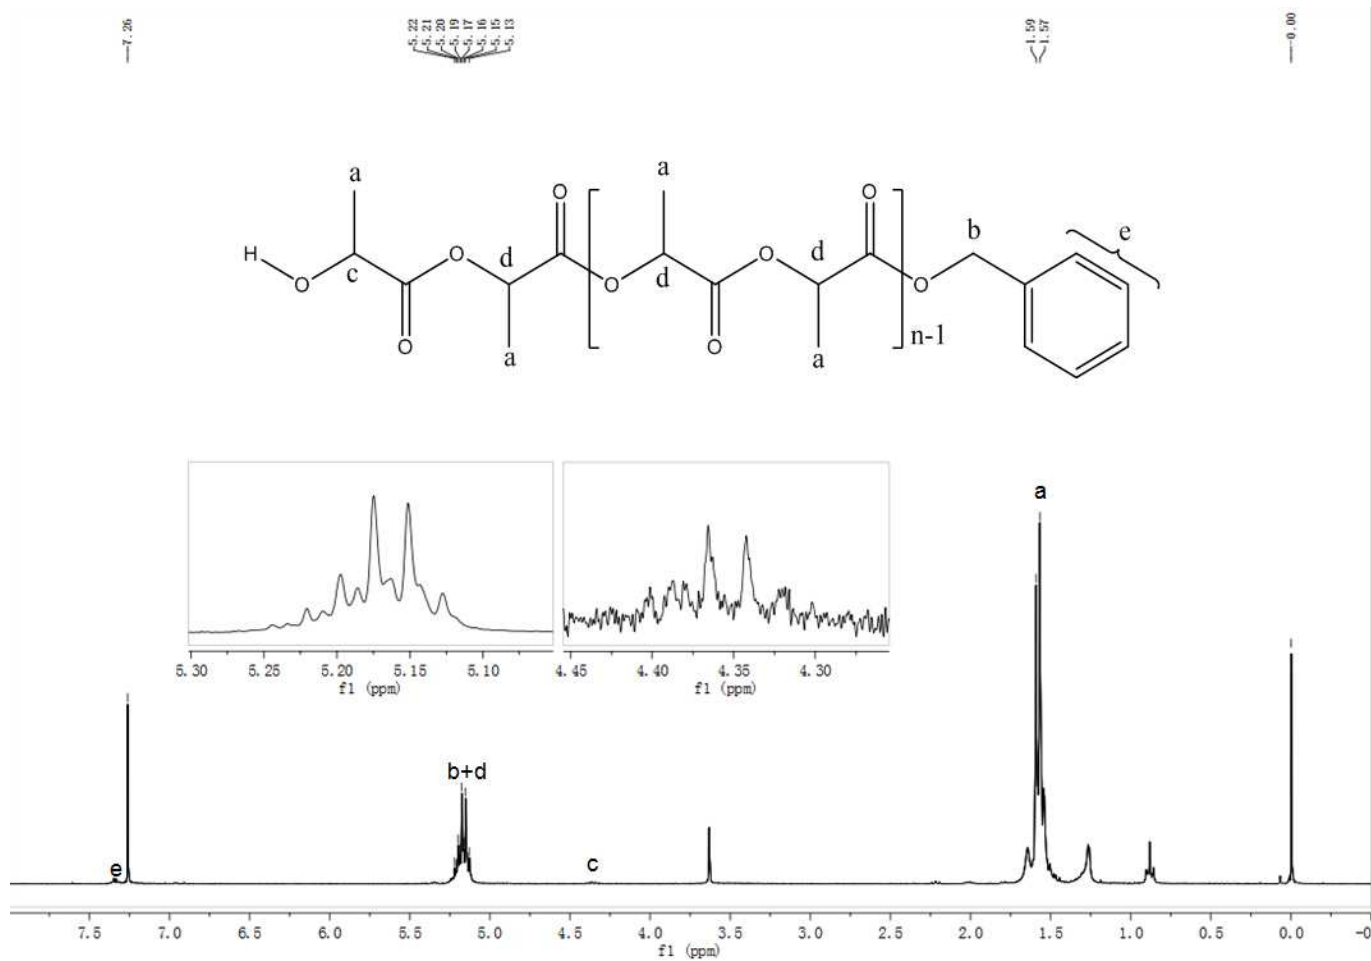 7.26
5.22
5.21
5.20
5.19
5.17
5.16
5.15
5.13
1.59
1.57
-0.00
a a O O b e
H O c O d O d O d O
O a O a n-1
5.30 5.25 5.20 5.15 5.10
f1 (ppm)
4.45 4.40 4.35 4.30
f1 (ppm)
a
b+d
e
c
7.5 7.0 6.5 6.0 5.5 5.0 4.5 4.0 3.5 3.0 2.5 2.0 1.5 1.0 0.5 0.0 -0
f1 (ppm)